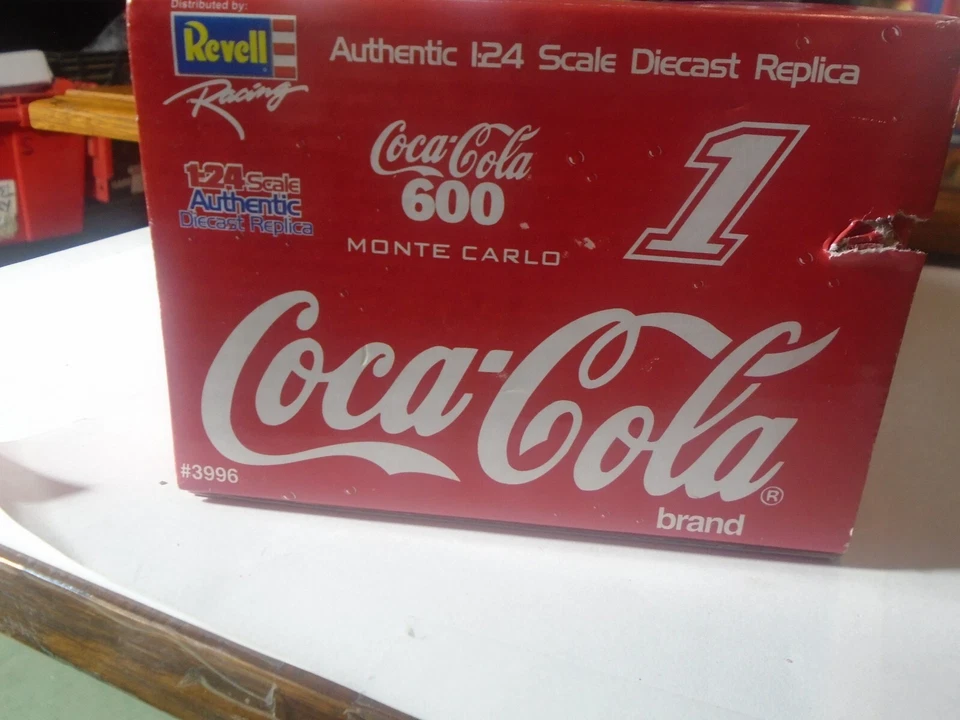 Distributed by:
Revell
Racing
Authentic 1:24 Scale Diecast Replica
1:24 Scale
Authentic
Diecast Replica
Coca-Cola
600
MONTE CARLO
1
Coca-Cola
®
#3996
brand